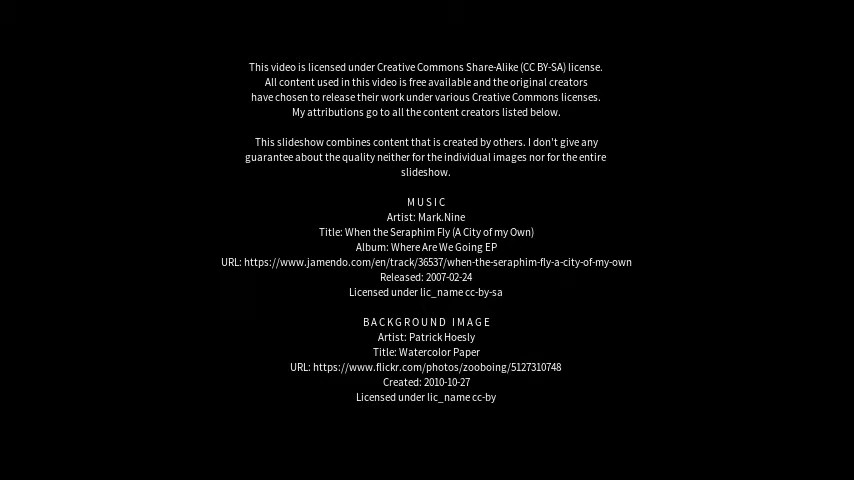 This video is licensed under Creative Commons Share-Alike (CC BY-SA) license.
All content used in this video is free available and the original creators
have chosen to release their work under various Creative Commons licenses.
My attributions go to all the content creators listed below.
This slideshow combines content that is created by others. I don't give any
guarantee about the quality neither for the individual images nor for the entire
slideshow.
MUSIC
Artist: Mark.Nine
Title: When the Seraphim Fly (A City of my Own)
Album: Where Are We Going EP
URL: https://www.jamendo.com/en/track/36537/when-the-seraphim-fly-a-city-of-my-own
Released: 2007-02-24
Licensed under lic_name cc-by-sa
BACKGROUND IMAGE
Artist: Patrick Hoesly
Title: Watercolor Paper
URL: https://www.flickr.com/photos/zooboing/5127310748
Created: 2010-10-27
Licensed under lic_name cc-by